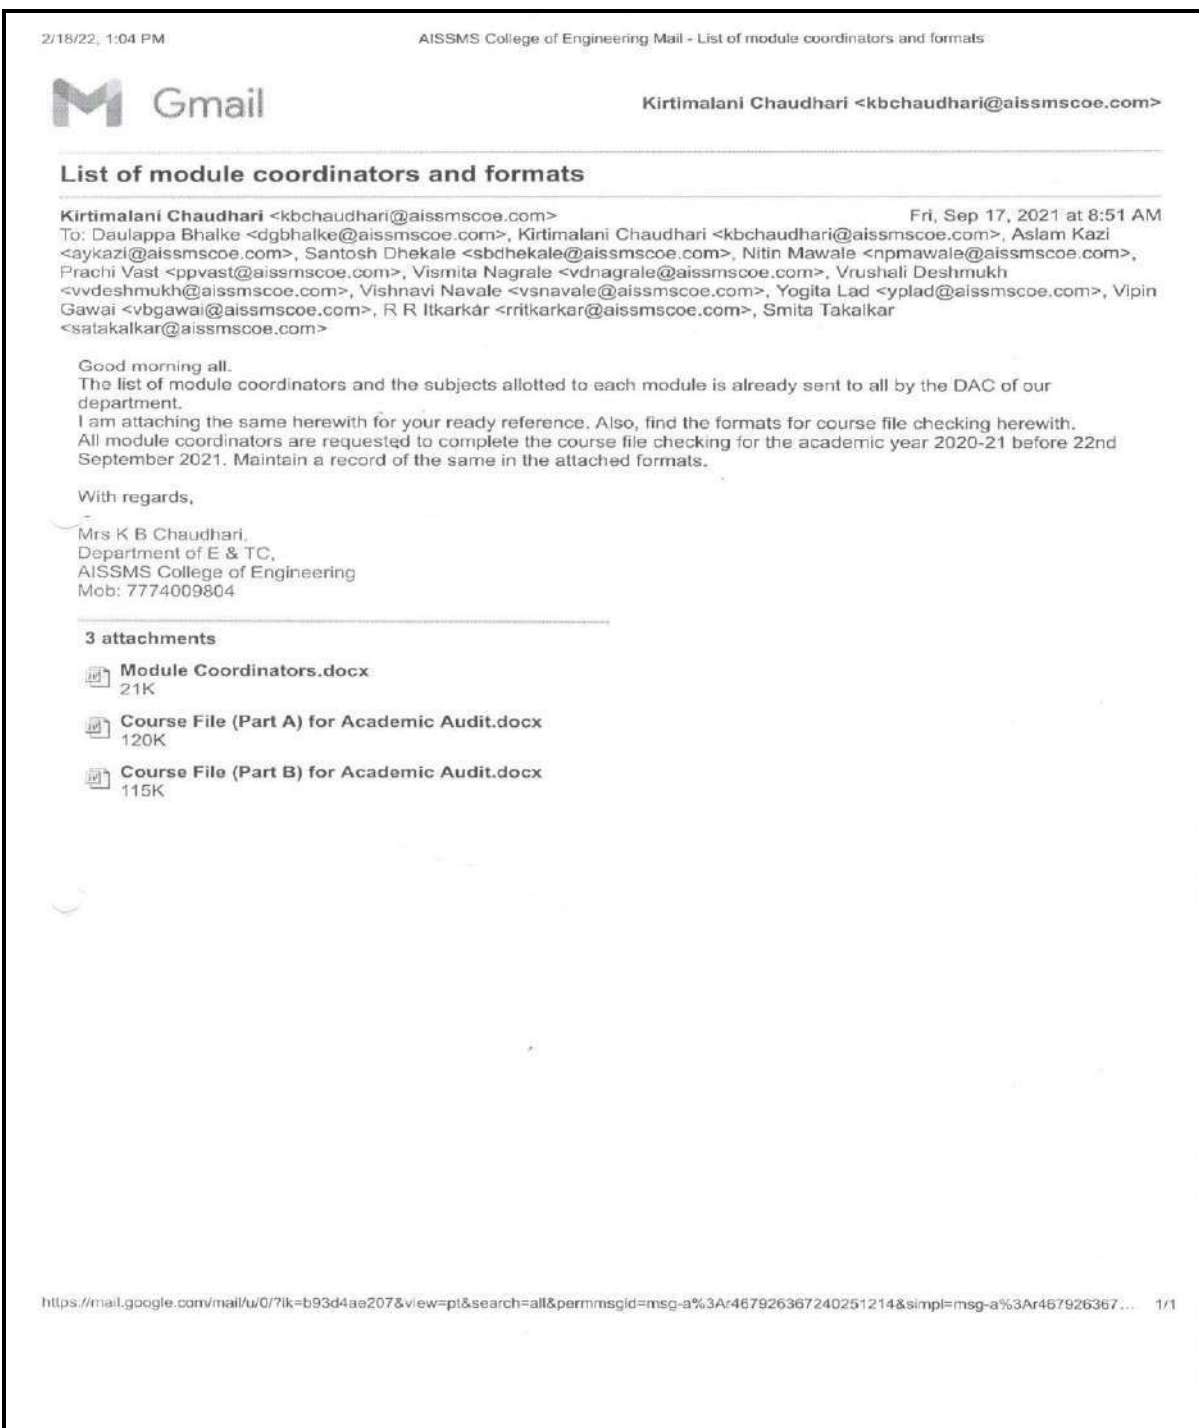 2/18/22, 1:04 PM AISSMS College of Engineering Mail - List of module coordinators and formats
Gmail Kirtimalani Chaudhari <kbchaudhari@aissmscoe.com>
List of module coordinators and formats
Kirtimalani Chaudhari <kbchaudhari@aissmscoe.com> Fri, Sep 17, 2021 at 8:51 AM
To: Daulappa Bhalke <dgbhalke@aissmscoe.com>, Kirtimalani Chaudhari <kbchaudhari@aissmscoe.com>, Aslam Kazi
<aykazi@aissmscoe.com>, Santosh Dhekale <sbdhekale@aissmscoe.com>, Nitin Mawale <npmawale@aissmscoe.com>,
Prachi Vast <ppvast@aissmscoe.com>, Vismita Nagrale <vdnagrale@aissmscoe.com>, Vrushali Deshmukh
<vvdeshmukh@aissmscoe.com>, Vishnavi Navale <vsnavale@aissmscoe.com>, Yogita Lad <yplad@aissmscoe.com>, Vipin
Gawai <vbgawai@aissmscoe.com>, R R Itkarkar <rritkarkar@aissmscoe.com>, Smita Takalkar
<satakalkar@aissmscoe.com>
Good morning all.
The list of module coordinators and the subjects allotted to each module is already sent to all by the DAC of our
department.
I am attaching the same herewith for your ready reference. Also, find the formats for course file checking herewith.
All module coordinators are requested to complete the course file checking for the academic year 2020-21 before 22nd
September 2021. Maintain a record of the same in the attached formats.
With regards,
--
Mrs K B Chaudhari,
Department of E & TC,
AISSMS College of Engineering
Mob: 7774009804
3 attachments
Module Coordinators.docx
21K
Course File (Part A) for Academic Audit.docx
120K
Course File (Part B) for Academic Audit.docx
115K
https://mail.google.com/mail/u/0/?ik=b93d4ae207&view=pt&search=all&permmsgid=msg-a%3Ar467926367240251214&simpl=msg-a%3Ar467926367... 1/1